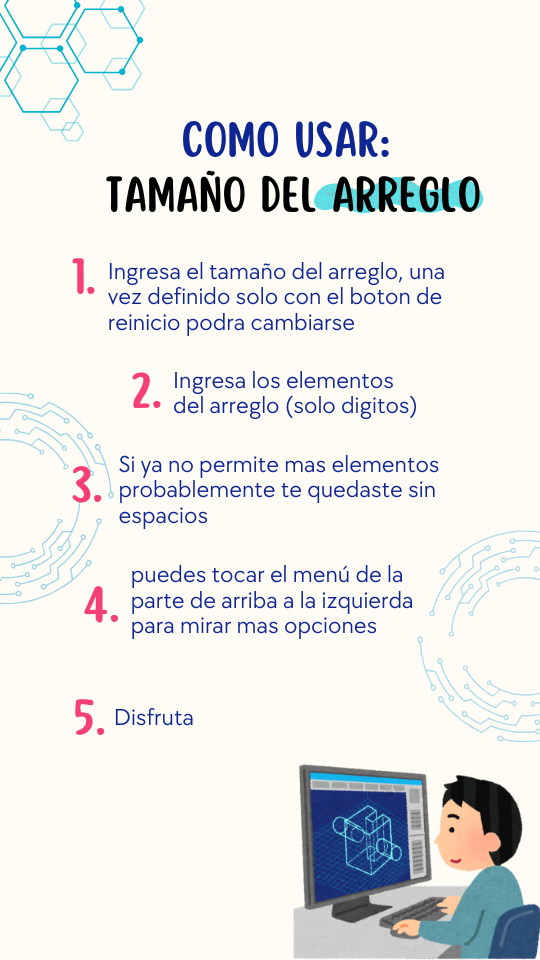 COMO USAR:
TAMAÑO DEL ARREGLO
1. Ingresa el tamaño del arreglo, una
vez definido solo con el boton de
reinicio podra cambiarse
2. Ingresa los elementos
del arreglo (solo digitos)
3. Si ya no permite mas elementos
probablemente te quedaste sin
espacios
4. puedes tocar el menú de la
parte de arriba a la izquierda
para mirar mas opciones
5. Disfruta